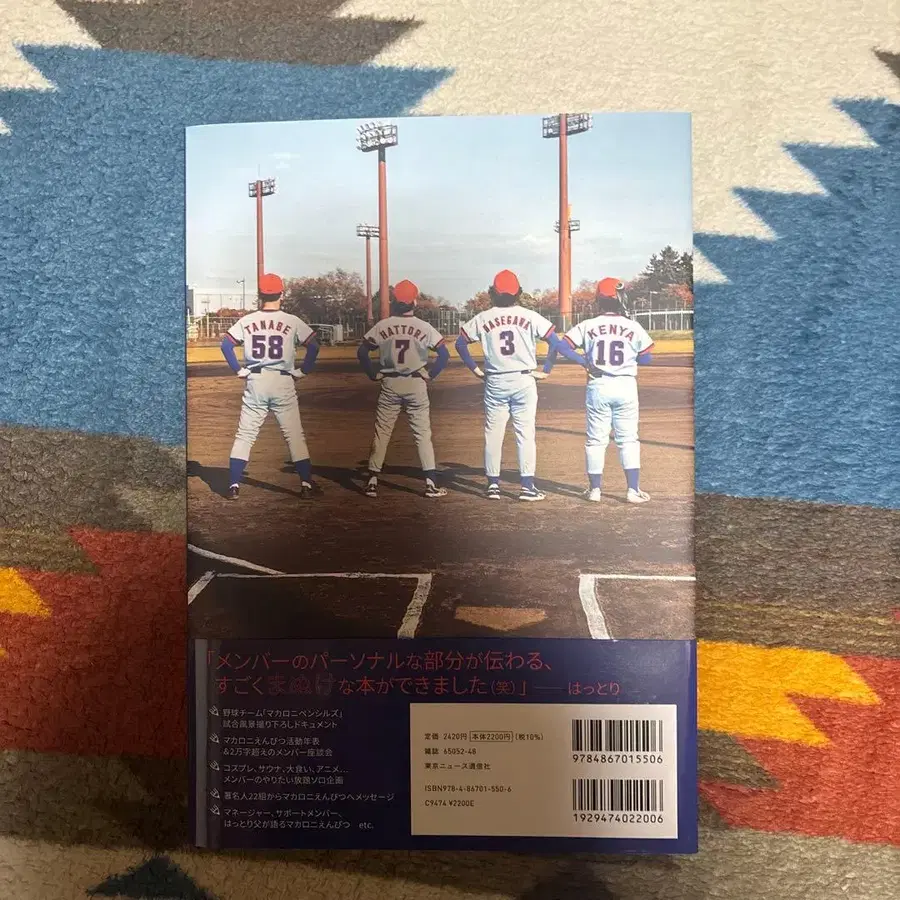 TANABE
58
HATTORI
7
HASEGAWA
3
KENYA
16
「メンバーのパーソナルな部分が伝わる、
すごくまぬけな本ができました(笑)」――はっとり
野球チーム「マカロニペンシルズ」
試合風景撮り下ろしドキュメント
マカロニえんぴつ活動年表
&2万字超えのメンバー座談会
コスプレ、サウナ、大食い、アニメ…
メンバーのやりたい放題ソロ企画
著名人22組からマカロニえんぴつへメッセージ
マネージャー、サポートメンバー、
はっとり父が語るマカロニえんぴつ etc.
定価 2420円 本体2200円 (税10%)
雑誌 65052-48
東京ニュース通信社
ISBN978-4-86701-550-6
C9474 ¥2200E
9784867015506
1929474022006